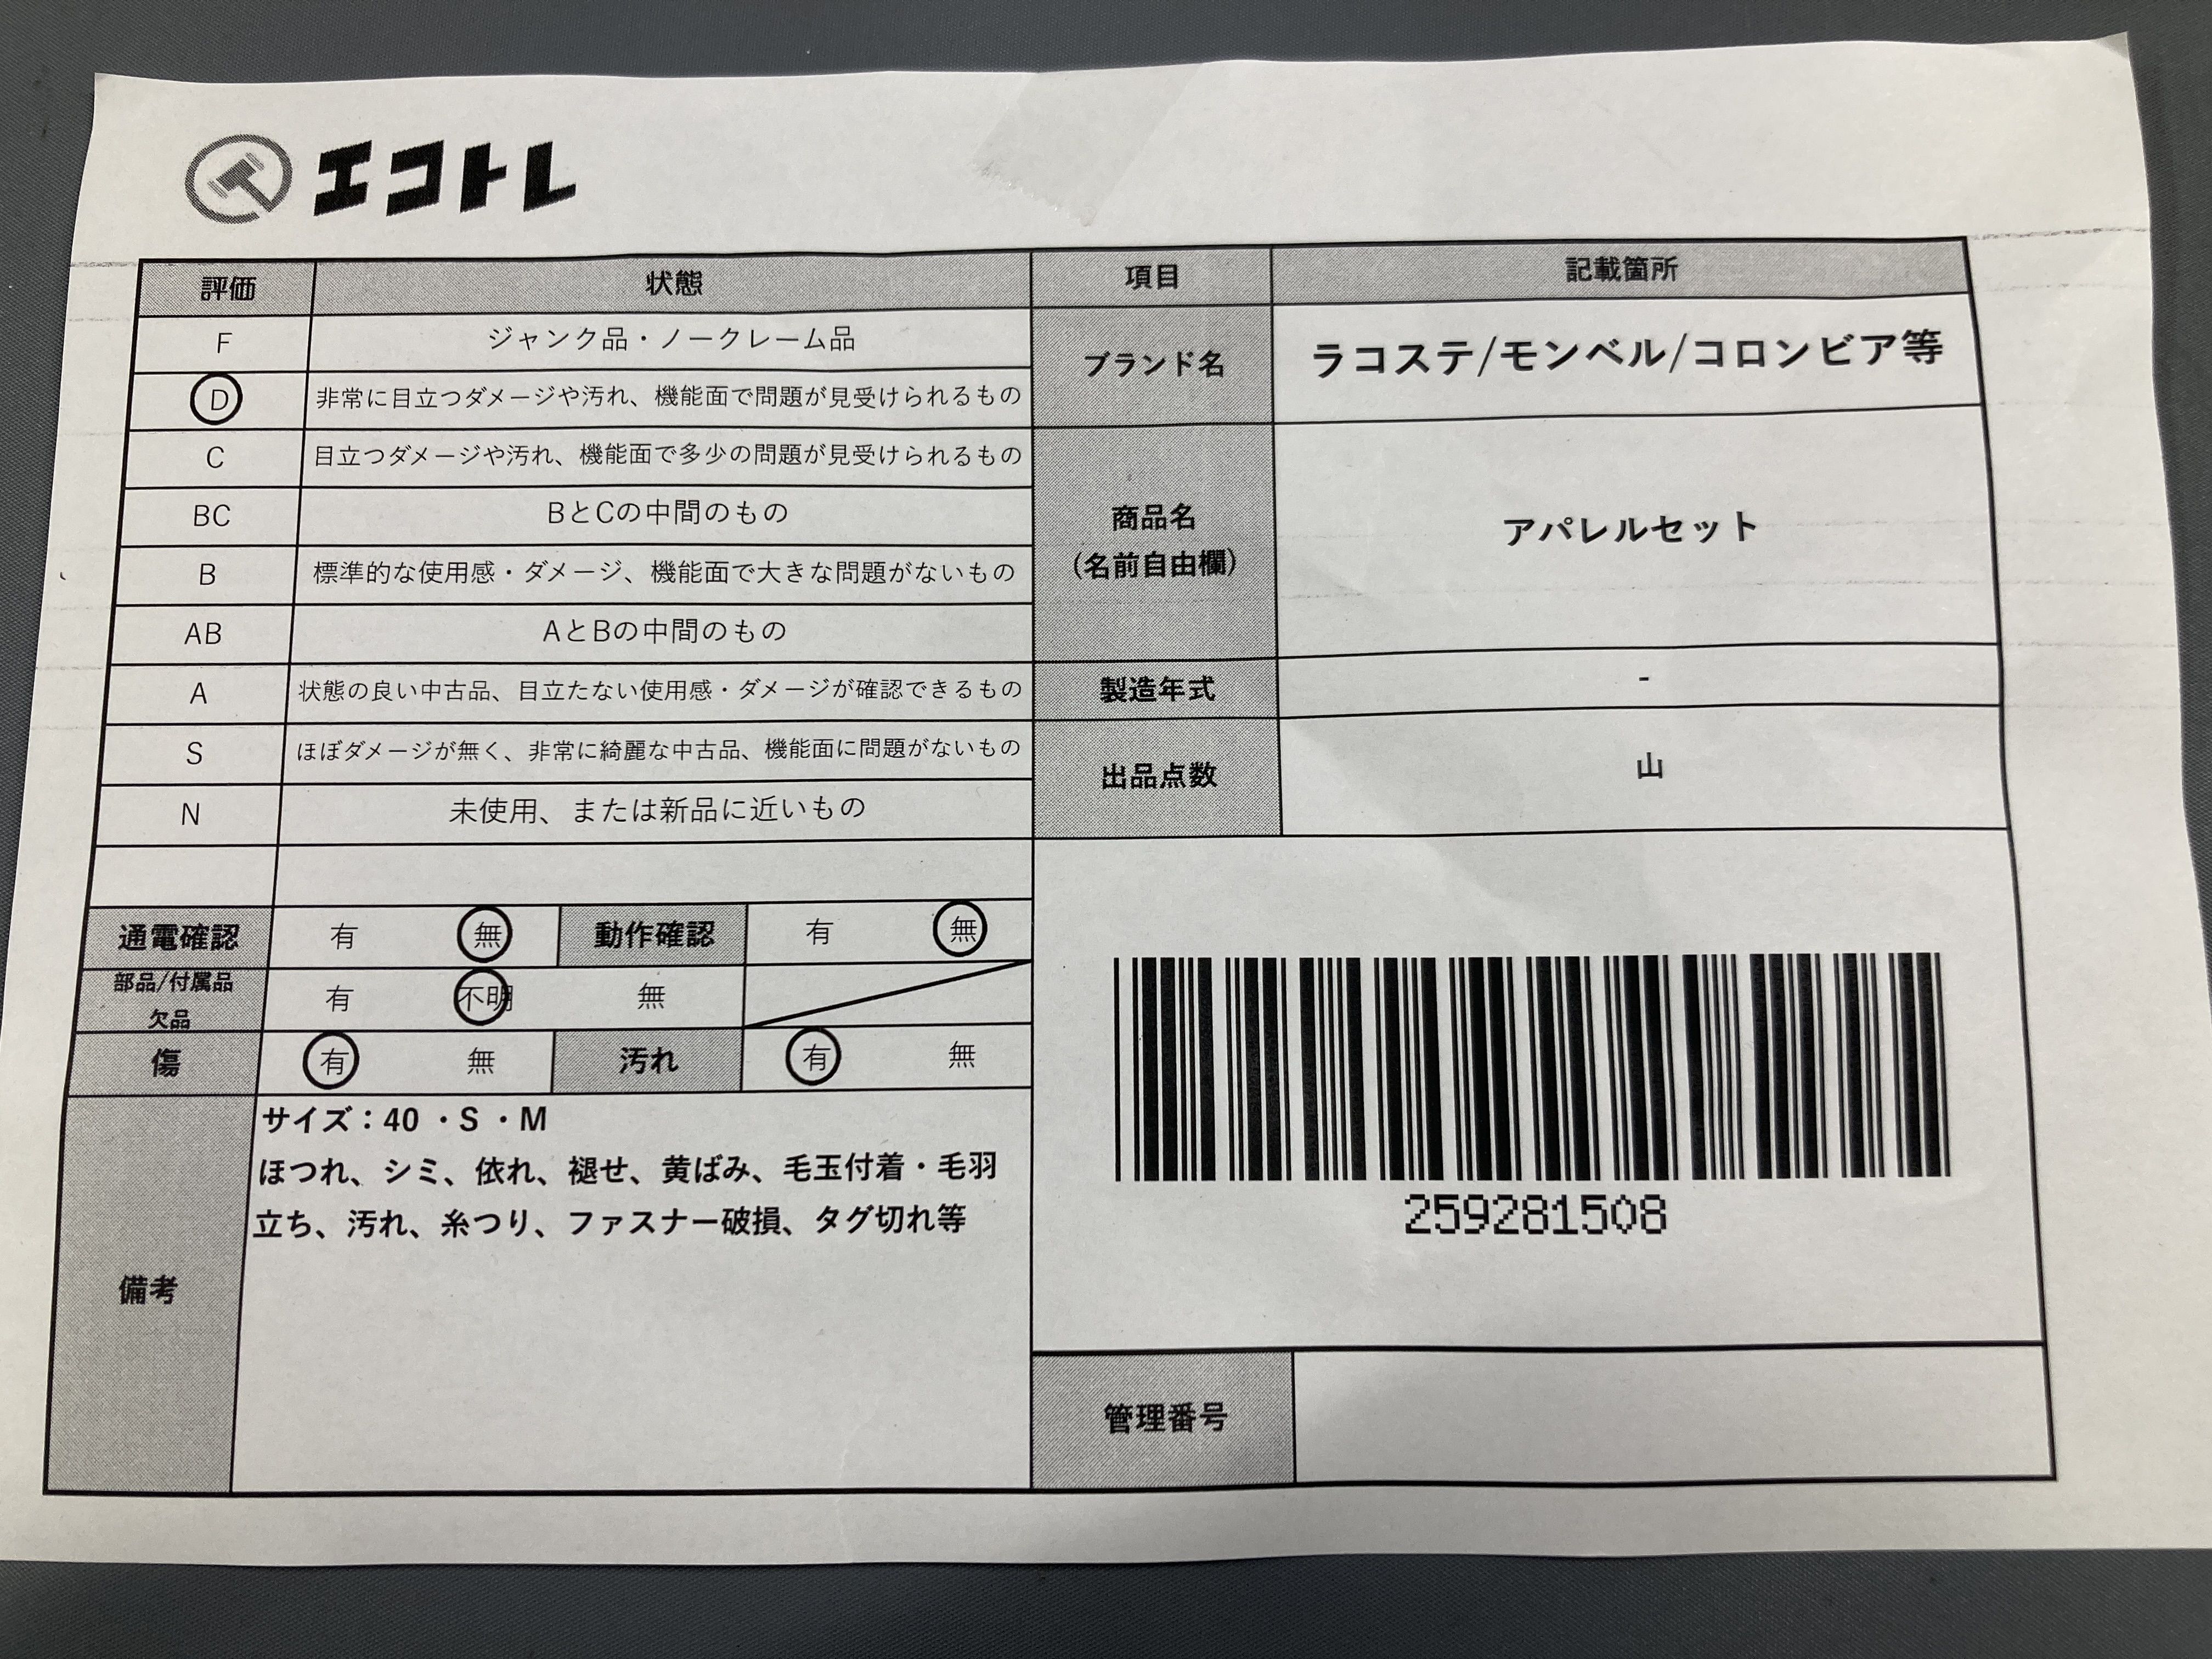 エコトレ
評価 状態
F ジャンク品・ノークレーム品
D 非常に目立つダメージや汚れ、機能面で問題が見受けられるもの
C 目立つダメージや汚れ、機能面で多少の問題が見受けられるもの
BC BとCの中間のもの
B 標準的な使用感・ダメージ、機能面で大きな問題がないもの
AB AとBの中間のもの
A 状態の良い中古品、目立たない使用感・ダメージが確認できるもの
S ほぼダメージが無く、非常に綺麗な中古品、機能面に問題がないもの
N 未使用、または新品に近いもの
通電確認 有 無 動作確認 有 無
部品/付属品
欠品
有 不明 無
傷 有 無 汚れ 有 無
備考
サイズ：40 ・S ・M
ほつれ、シミ、依れ、褪せ、黄ばみ、毛玉付着・毛羽
立ち、汚れ、糸つり、ファスナー破損、タグ切れ等
項目 記載箇所
ブランド名 ラコステ/モンベル/コロンビア等
商品名
（名前自由欄）
アパレルセット
製造年式 -
出品点数 山
259281508
管理番号